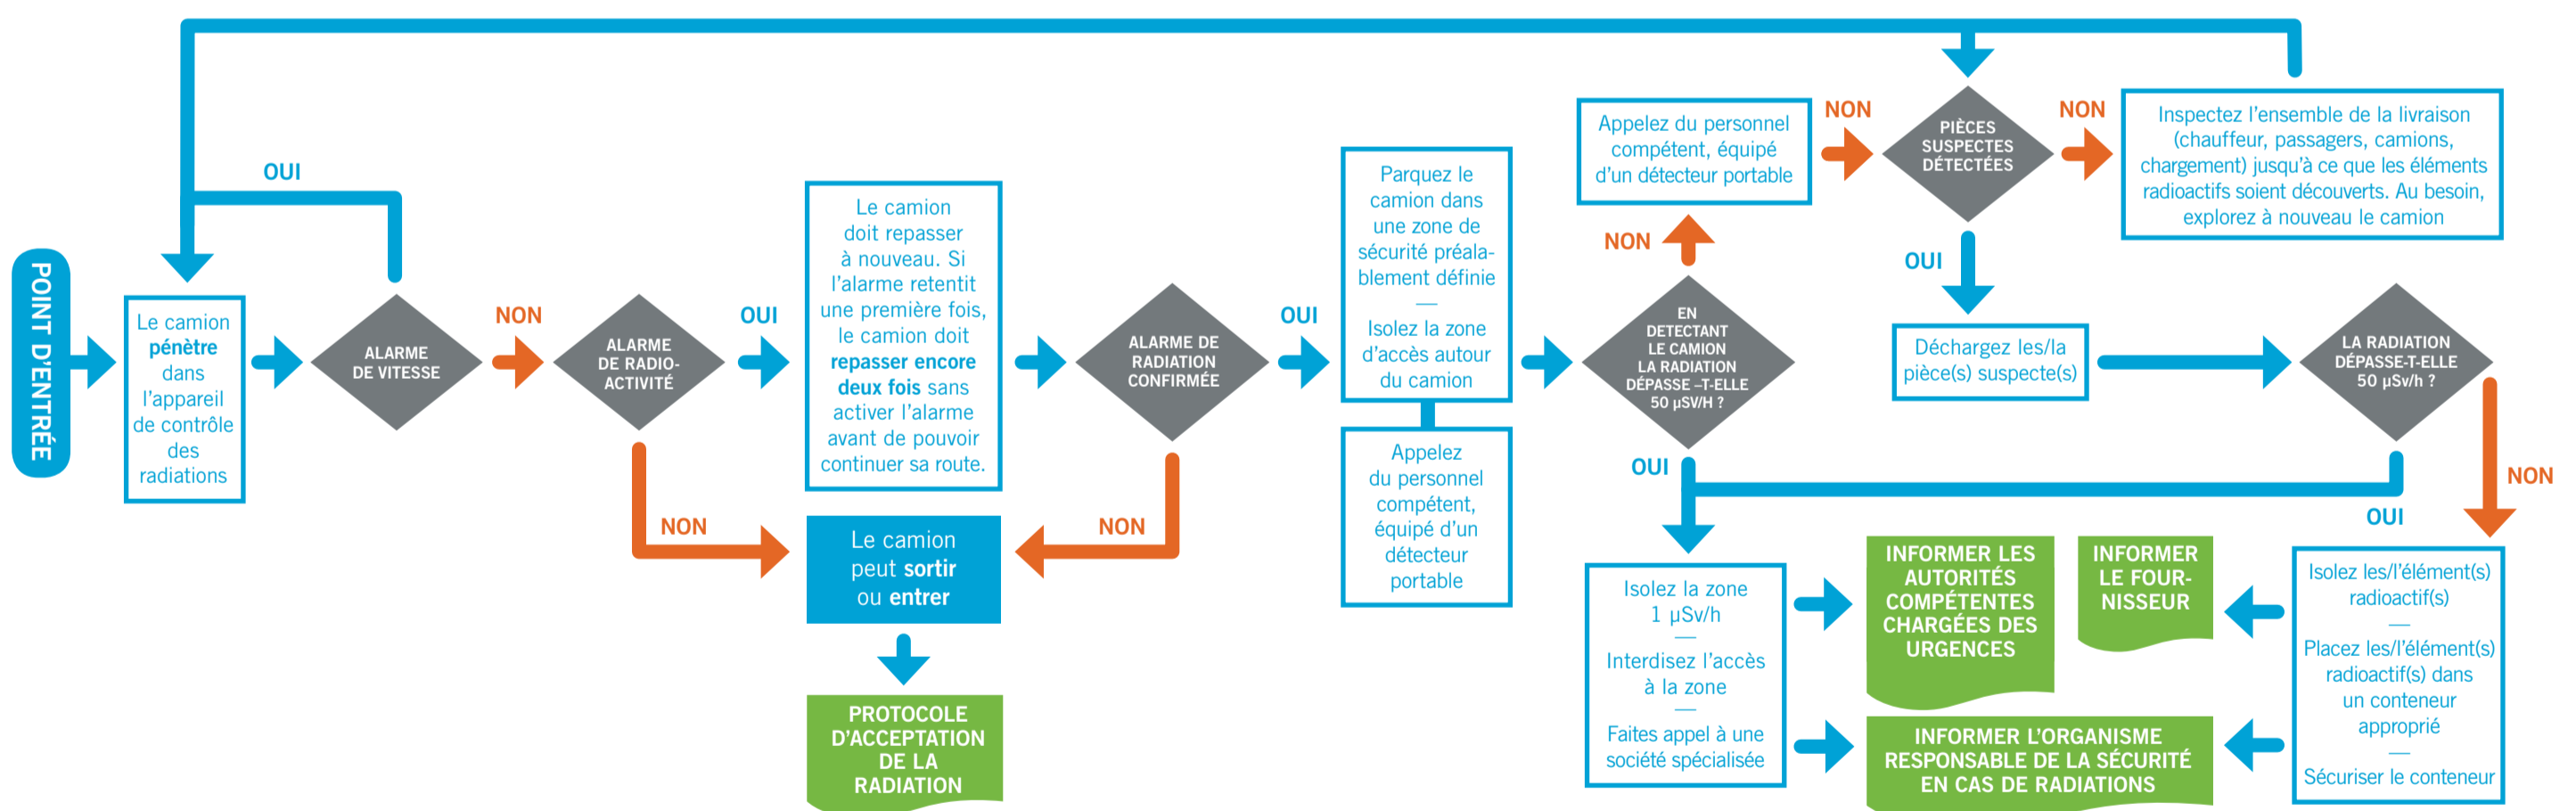 POINT D'ENTRÉE
Le camion
pénètre
dans
l'appareil
de contrôle
des
radiations
OUI
ALARME
DE VITESSE
NON
ALARME
DE RADIO-
ACTIVITÉ
OUI
NON
Le camion
doit repasser
à nouveau. Si
l'alarme retentit
une première fois,
le camion doit
repasser encore
deux fois sans
activer l'alarme
avant de pouvoir
continuer sa route.
Le camion
peut sortir
ou entrer
PROTOCOLE
D'ACCEPTATION
DE LA
RADIATION
ALARME DE
RADIATION
CONFIRMÉE
NON
OUI
Parquez le
camion dans
une zone de
sécurité préala-
blement définie
—
Isolez la zone
d'accès autour
du camion
Appelez
du personnel
compétent,
équipé d'un
détecteur
portable
EN
DETECTANT
LE CAMION
LA RADIATION
DÉPASSE –T-ELLE
50 µSV/H ?
NON
Appelez du personnel
compétent, équipé
d'un détecteur portable
NON
PIÈCES
SUSPECTES
DÉTECTÉES
NON
Inspectez l'ensemble de la livraison
(chauffeur, passagers, camions,
chargement) jusqu'à ce que les éléments
radioactifs soient découverts. Au besoin,
explorez à nouveau le camion
OUI
Déchargez les/la
pièce(s) suspecte(s)
LA RADIATION
DÉPASSE-T-ELLE
50 µSv/h ?
OUI
OUI
NON
Isolez la zone
1 µSv/h
—
Interdisez l'accès
à la zone
—
Faites appel à une
société spécialisée
INFORMER LES
AUTORITÉS
COMPÉTENTES
CHARGÉES DES
URGENCES
INFORMER
LE FOUR-
NISSEUR
INFORMER L'ORGANISME
RESPONSABLE DE LA SÉCURITÉ
EN CAS DE RADIATIONS
Isolez les/l'élément(s)
radioactif(s)
—
Placez les/l'élément(s)
radioactif(s) dans
un conteneur
approprié
—
Sécuriser le conteneur